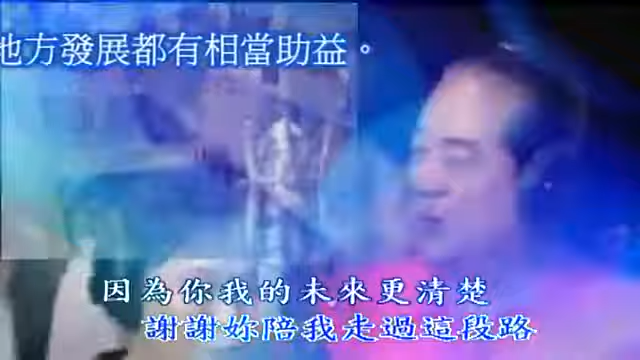 地方發展都有相當助益。
因為你我的未來更清楚
謝謝妳陪我走過這段路